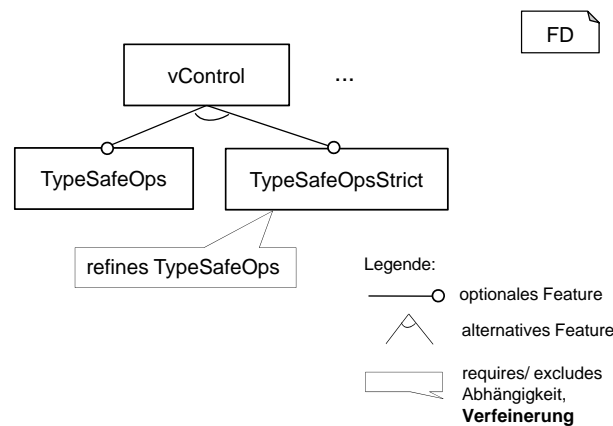 FD
vControl
...
TypeSafeOps
TypeSafeOpsStrict
refines TypeSafeOps
Legende:
optionales Feature
alternatives Feature
requires/ excludes
Abhängigkeit,
Verfeinerung